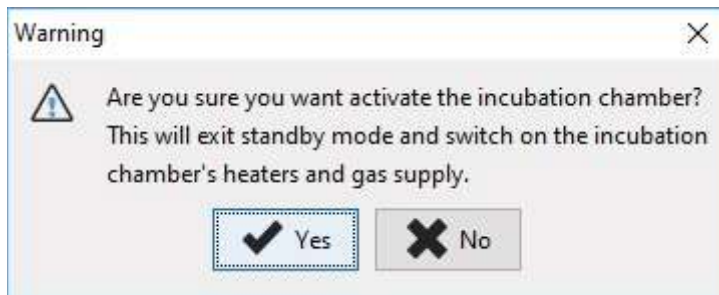 Warning
Are you sure you want activate the incubation chamber?
This will exit standby mode and switch on the incubation
chamber's heaters and gas supply.
Yes No